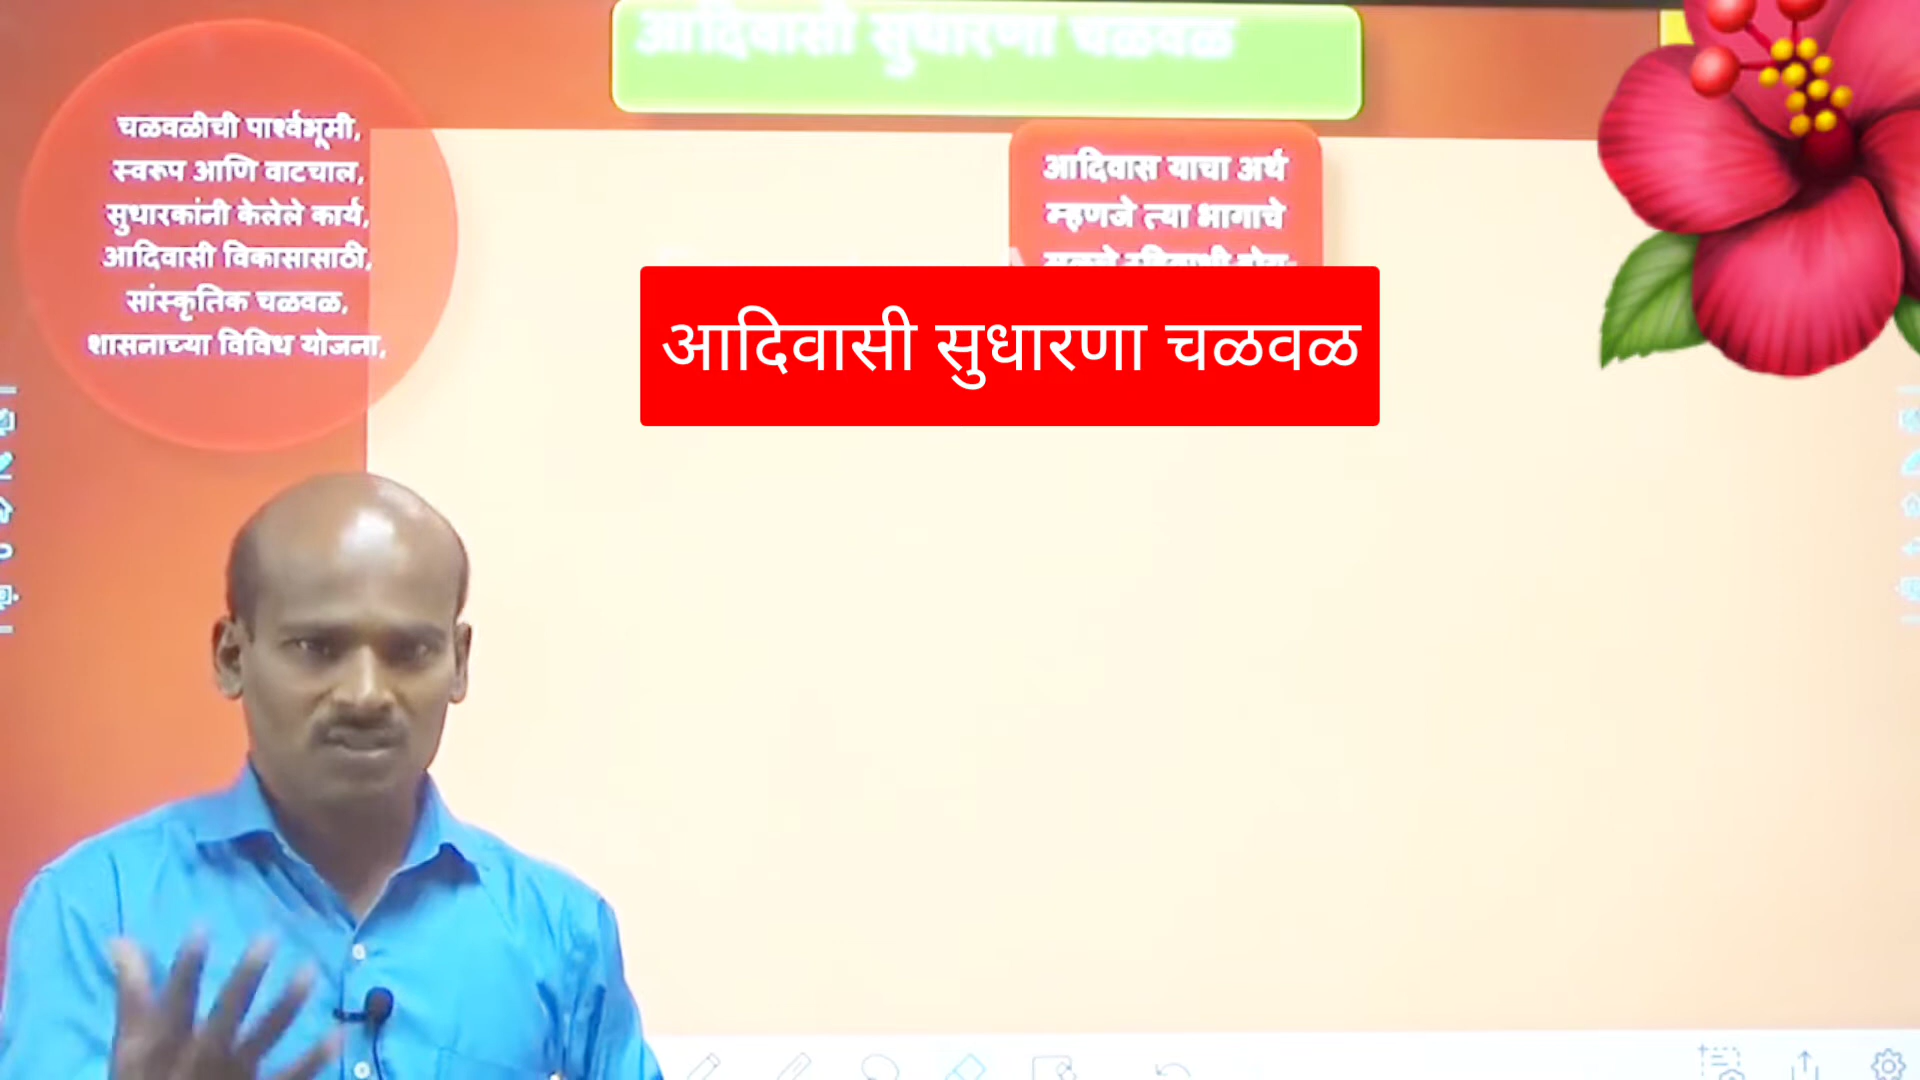 आदिवासी सुधारणा चळवळ
चळवळीची पार्श्वभूमी,
स्वरूप आणि वाटचाल,
सुधारकांनी केलेले कार्य,
आदिवासी विकासासाठी,
सांस्कृतिक चळवळ,
शासनाच्या विविध योजना,
आदिवास याचा अर्थ
म्हणजे त्या भागाचे
आदिवासी सुधारणा चळवळ